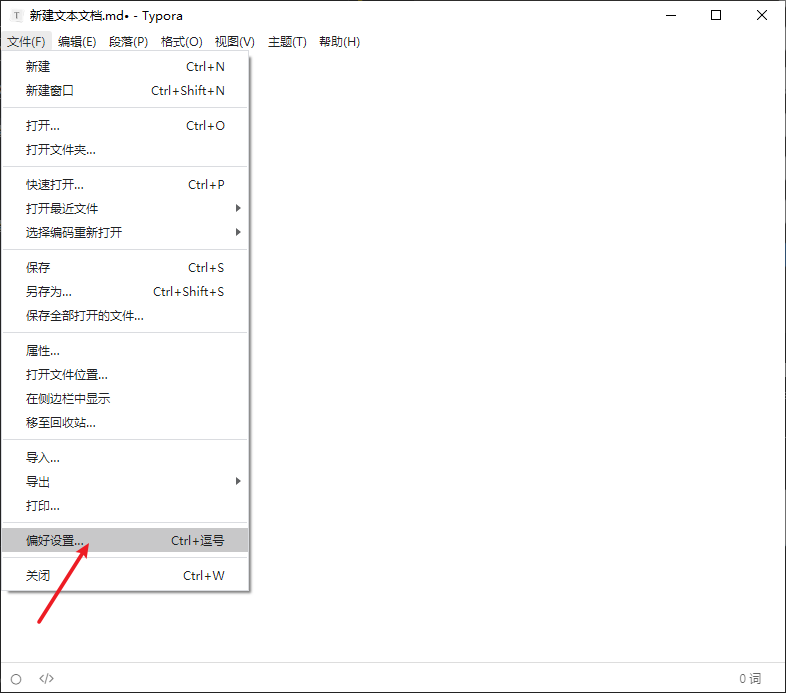 T 新建文本文档.md• - Typora
文件(F) 编辑(E) 段落(P) 格式(O) 视图(V) 主题(T) 帮助(H)
新建 Ctrl+N
新建窗口 Ctrl+Shift+N
打开... Ctrl+O
打开文件夹...
快速打开... Ctrl+P
打开最近文件
选择编码重新打开
保存 Ctrl+S
另存为... Ctrl+Shift+S
保存全部打开的文件...
属性...
打开文件位置...
在侧边栏中显示
移至回收站...
导入...
导出
打印...
偏好设置... Ctrl+逗号
关闭 Ctrl+W
</> 0 词